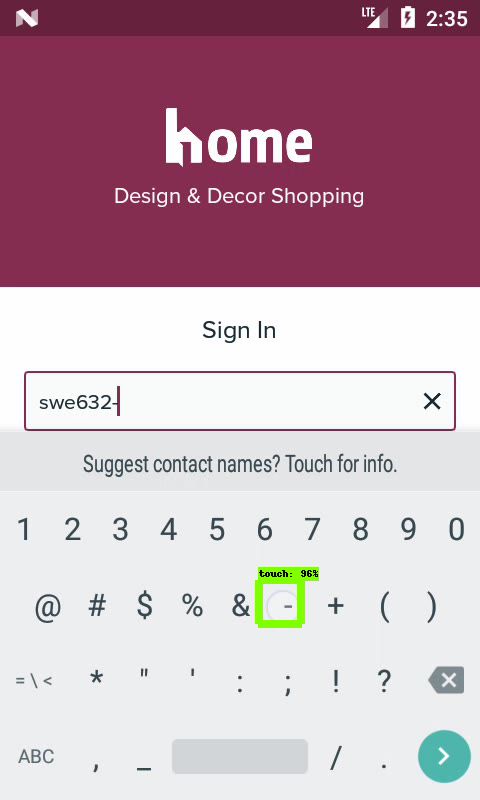 LTE 2:35
home
Design & Decor Shopping
Sign In
swe632-
Suggest contact names? Touch for info.
1 2 3 4 5 6 7 8 9 0
touch: 96%
@ # $ % & - + ( )
= \ < * " ' : ; ! ?
ABC , _ / .